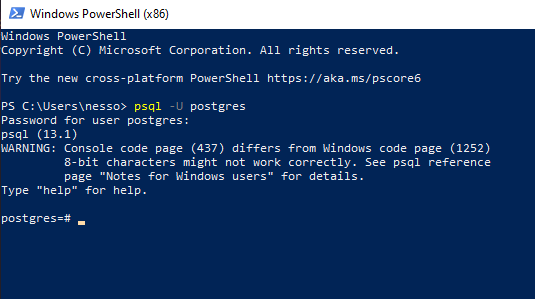 Windows PowerShell (x86)
Windows PowerShell
Copyright (C) Microsoft Corporation. All rights reserved.
Try the new cross-platform PowerShell https://aka.ms/pscore6
PS C:\Users\nesso> psql -U postgres
Password for user postgres:
psql (13.1)
WARNING: Console code page (437) differs from Windows code page (1252)
8-bit characters might not work correctly. See psql reference
page "Notes for Windows users" for details.
Type "help" for help.
postgres=#